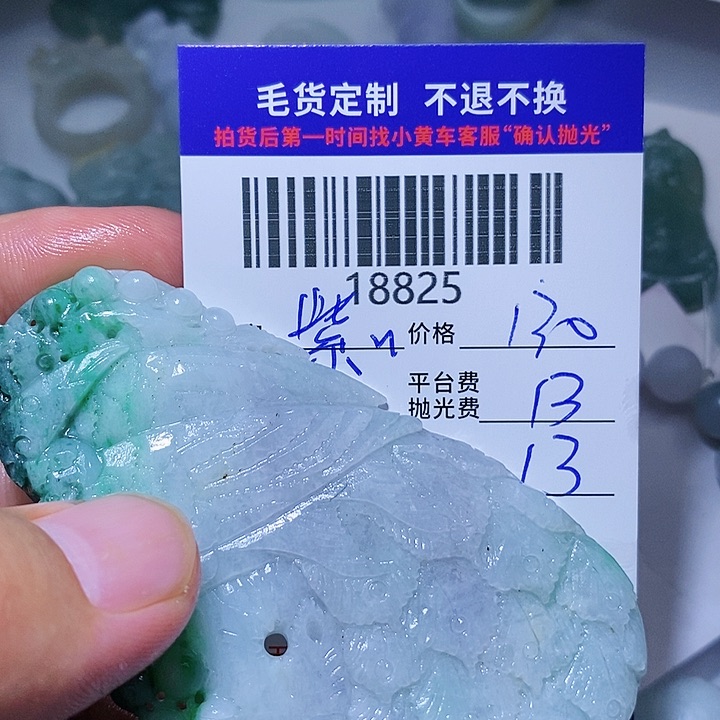 毛货定制 不退不换
拍货后第一时间找小黄车客服“确认抛光”
18825
紫 价格 130
平台费
抛光费 13
13